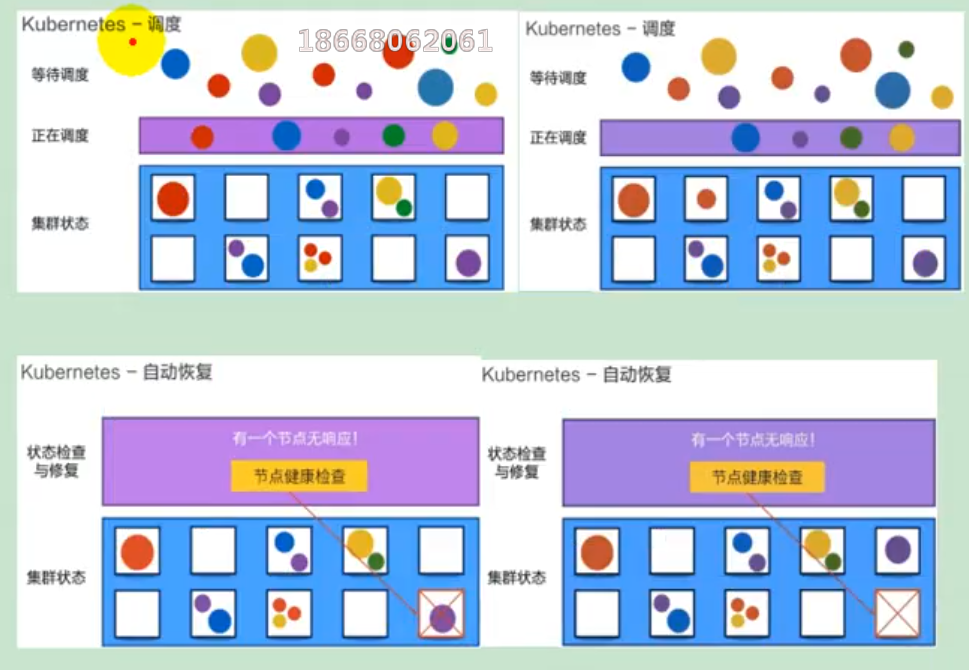 Kubernetes – 调度
18668062061
等待调度
正在调度
集群状态
Kubernetes – 调度
等待调度
正在调度
集群状态
Kubernetes – 自动恢复
状态检查
与修复
有一个节点无响应!
节点健康检查
集群状态
Kubernetes – 自动恢复
状态检查
与修复
有一个节点无响应!
节点健康检查
集群状态